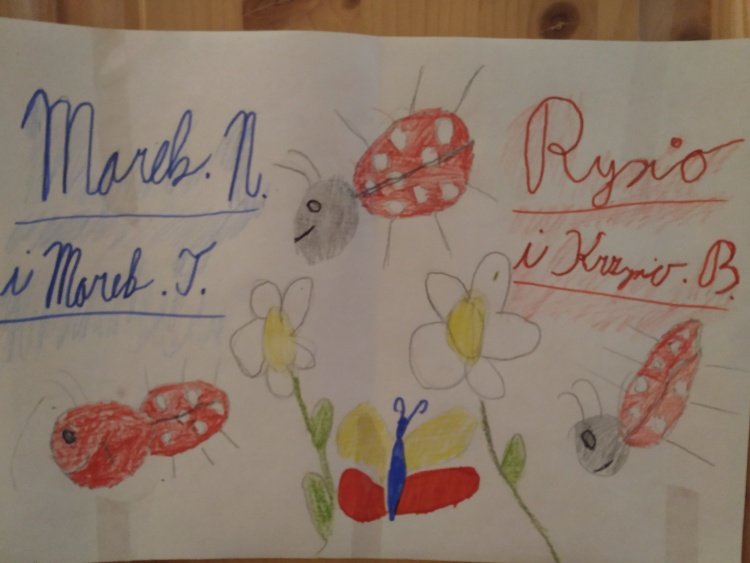 Marek. N.
i Marek. T.
Rysio
i Krzysio. B.